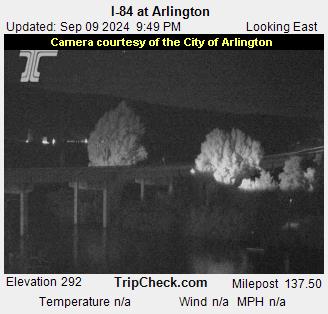 I-84 at Arlington
Updated: Sep 09 2024 9:49 PM Looking East
Camera courtesy of the City of Arlington
Elevation 292 TripCheck.com Milepost 137.50
Temperature n/a Wind n/a MPH n/a